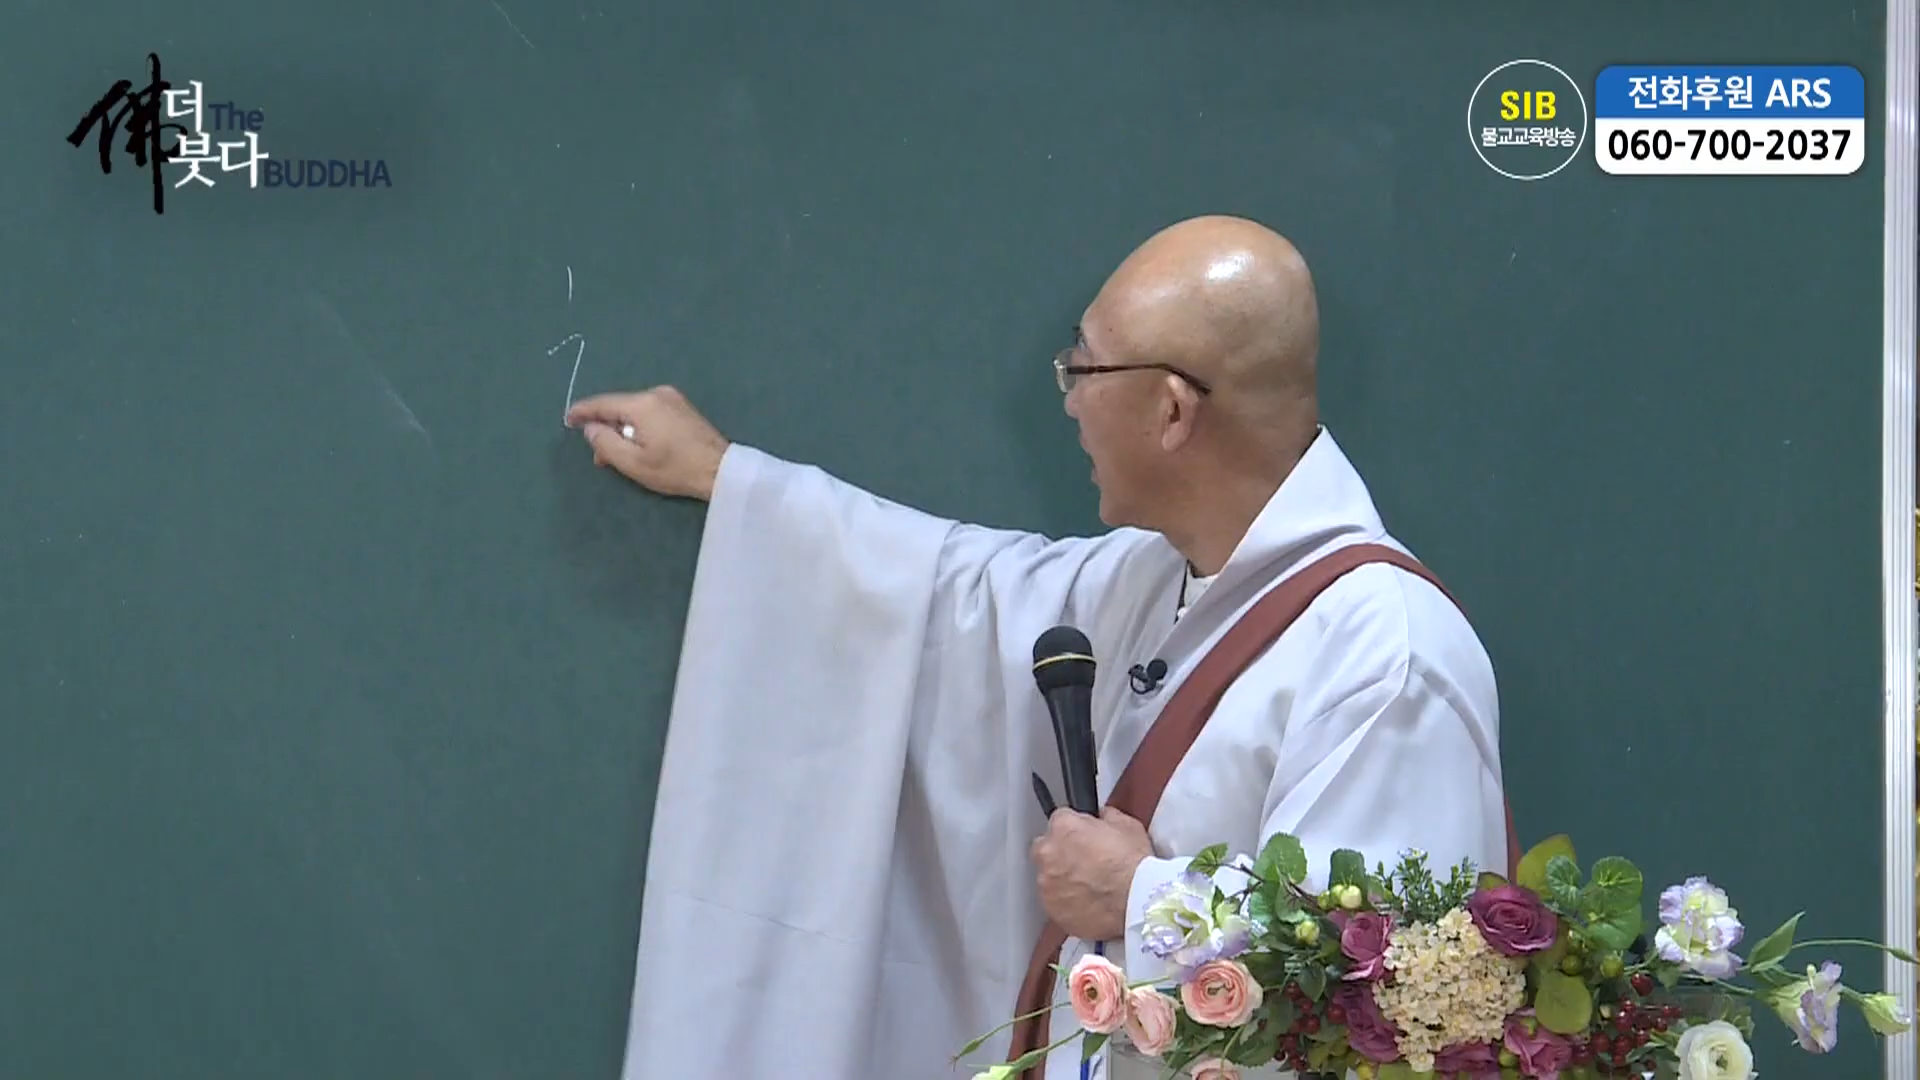 佛
더 The
붓다 BUDDHA
SIB
불교교육방송
전화후원 ARS
060-700-2037